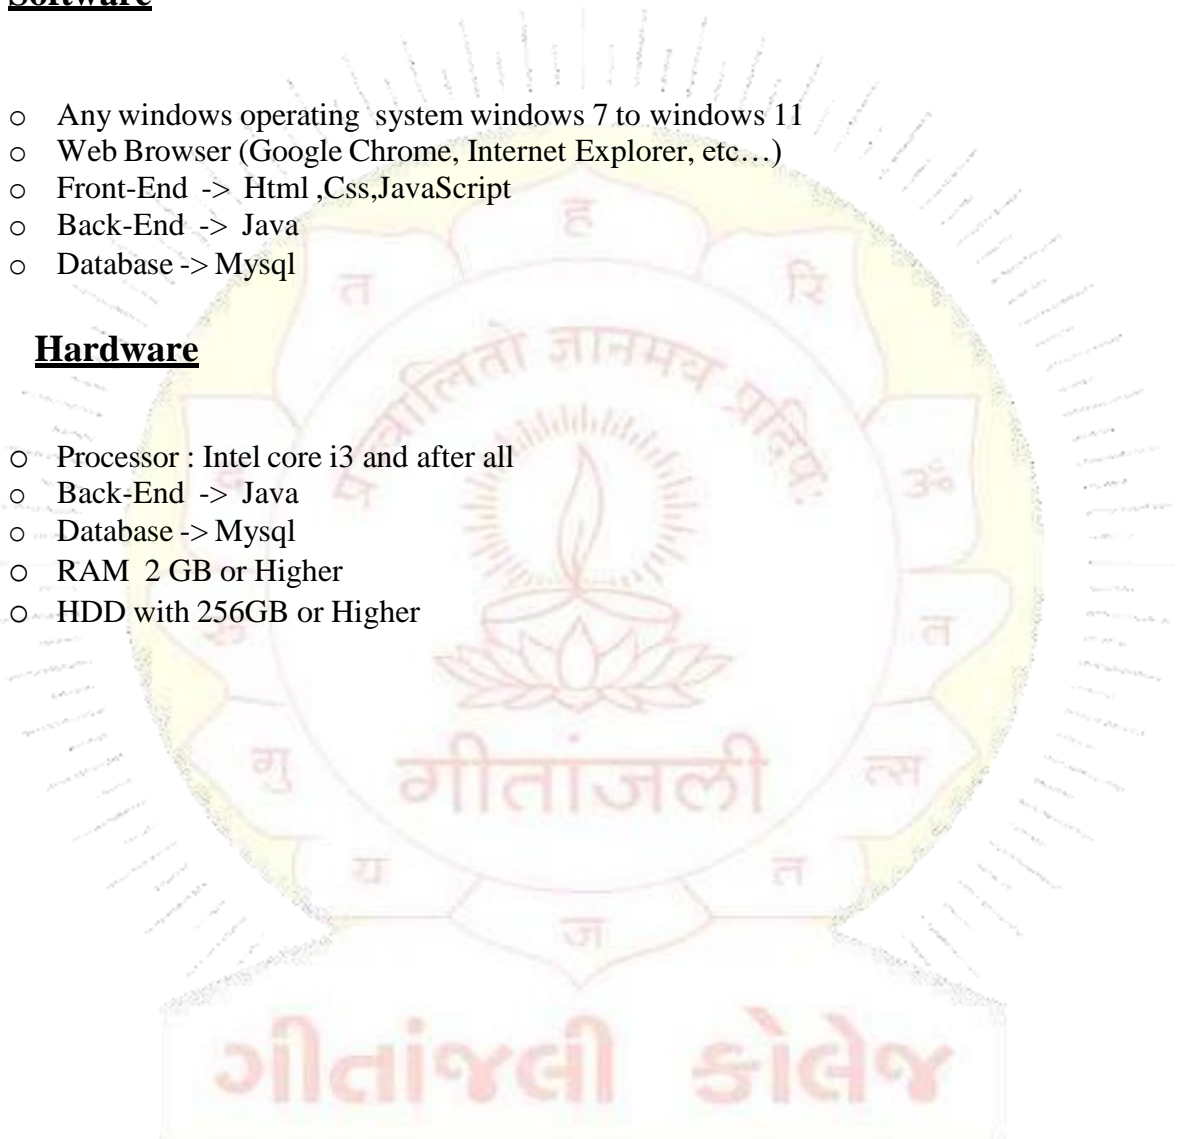 Software
o Any windows operating system windows 7 to windows 11
o Web Browser (Google Chrome, Internet Explorer, etc…)
o Front-End -> Html ,Css,JavaScript
o Back-End -> Java
o Database -> Mysql
Hardware
o Processor : Intel core i3 and after all
o Back-End -> Java
o Database -> Mysql
o RAM 2 GB or Higher
o HDD with 256GB or Higher
ह
त
रि
ज्ञानमय प्रदिपः
ॐ
त
गु
गीतांजली
त्स
य
त
ज
ગીતાંજલી કોલેજ